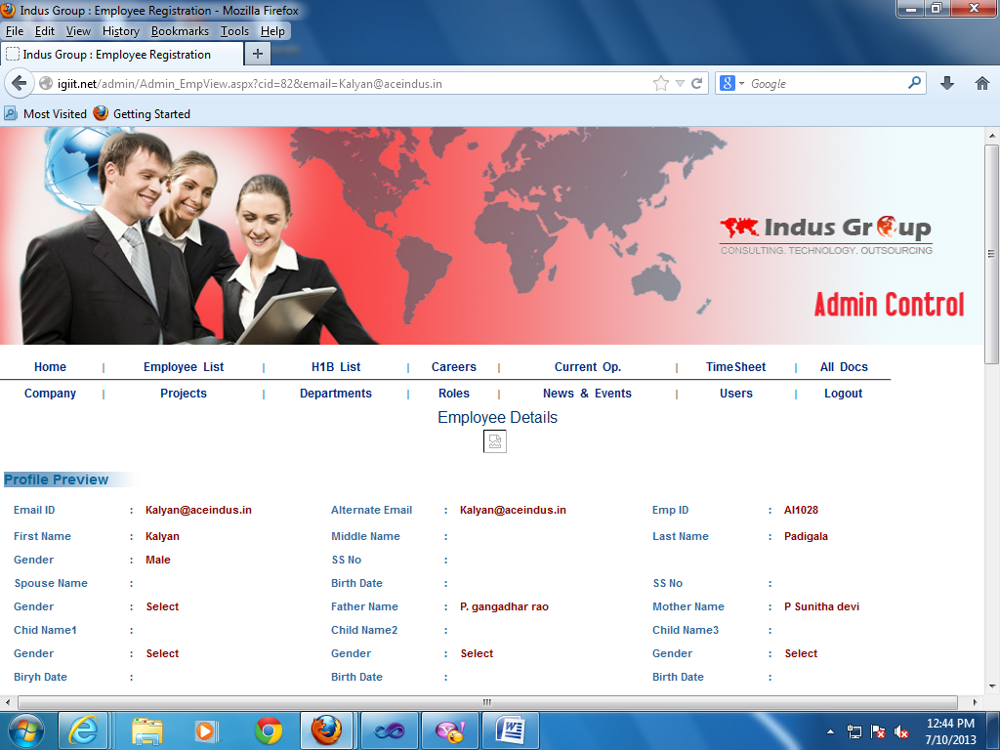 Indus Group : Employee Registration - Mozilla Firefox
File Edit View History Bookmarks Tools Help
Indus Group : Employee Registration +
igiit.net/admin/Admin_EmpView.aspx?cid=82&email=Kalyan@aceindus.in 8 Google
Most Visited Getting Started
Indus Group
CONSULTING. TECHNOLOGY. OUTSOURCING
Admin Control
Home | Employee List | H1B List | Careers | Current Op. | TimeSheet | All Docs
Company | Projects | Departments | Roles | News & Events | Users | Logout
Employee Details
Profile Preview
Email ID : Kalyan@aceindus.in Alternate Email : Kalyan@aceindus.in Emp ID : AI1028
First Name : Kalyan Middle Name : Last Name : Padigala
Gender : Male SS No :
Spouse Name : Birth Date : SS No :
Gender : Select Father Name : P. gangadhar rao Mother Name : P Sunitha devi
Chid Name1 : Child Name2 : Child Name3 :
Gender : Select Gender : Select Gender : Select
Biryh Date : Birth Date : Birth Date :
12:44 PM
7/10/2013